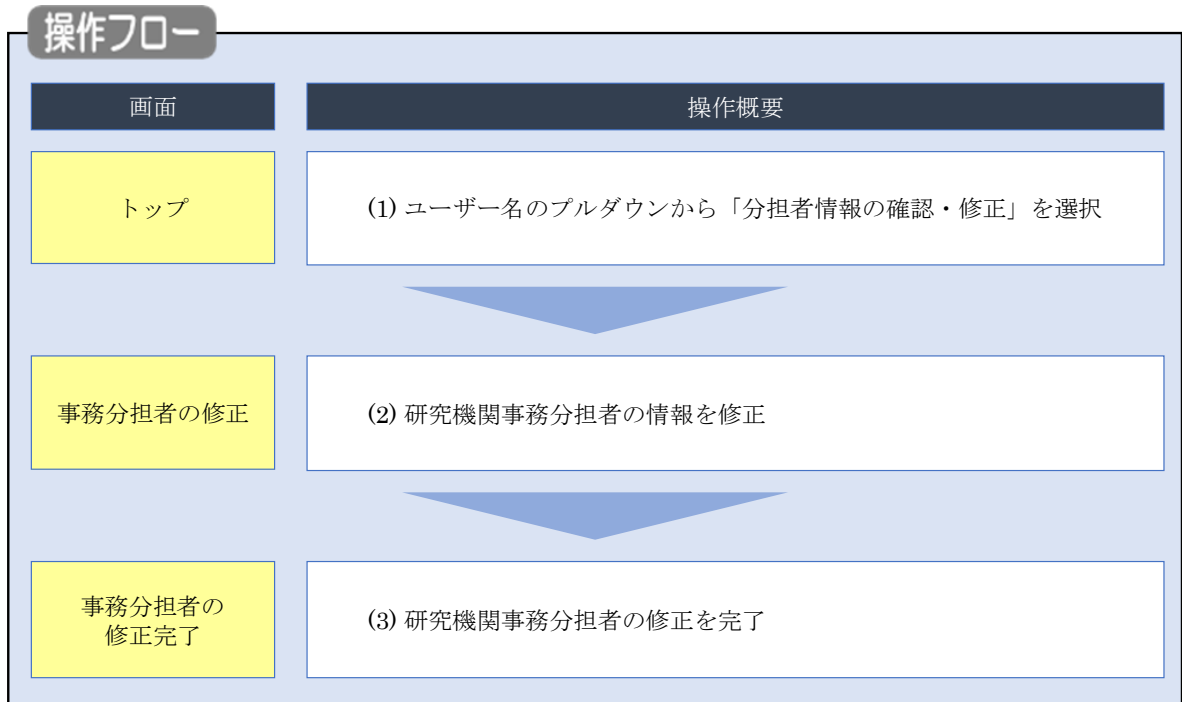 操作フロー
画面
操作概要
トップ
(1) ユーザー名のプルダウンから「分担者情報の確認・修正」を選択
事務分担者の修正
(2) 研究機関事務分担者の情報を修正
事務分担者の
修正完了
(3) 研究機関事務分担者の修正を完了